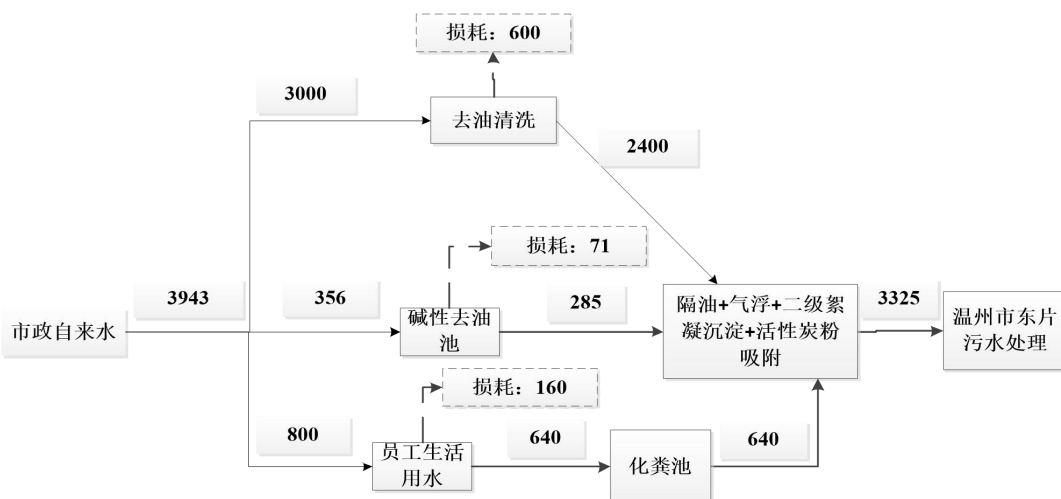 损耗：600
3000
去油清洗
2400
损耗：71
3943
356
285
3325
市政自来水
碱性去油
池
隔油+气浮+二级絮
凝沉淀+活性炭粉
吸附
温州市东片
污水处理
损耗：160
800
员工生活
用水
640
化粪池
640